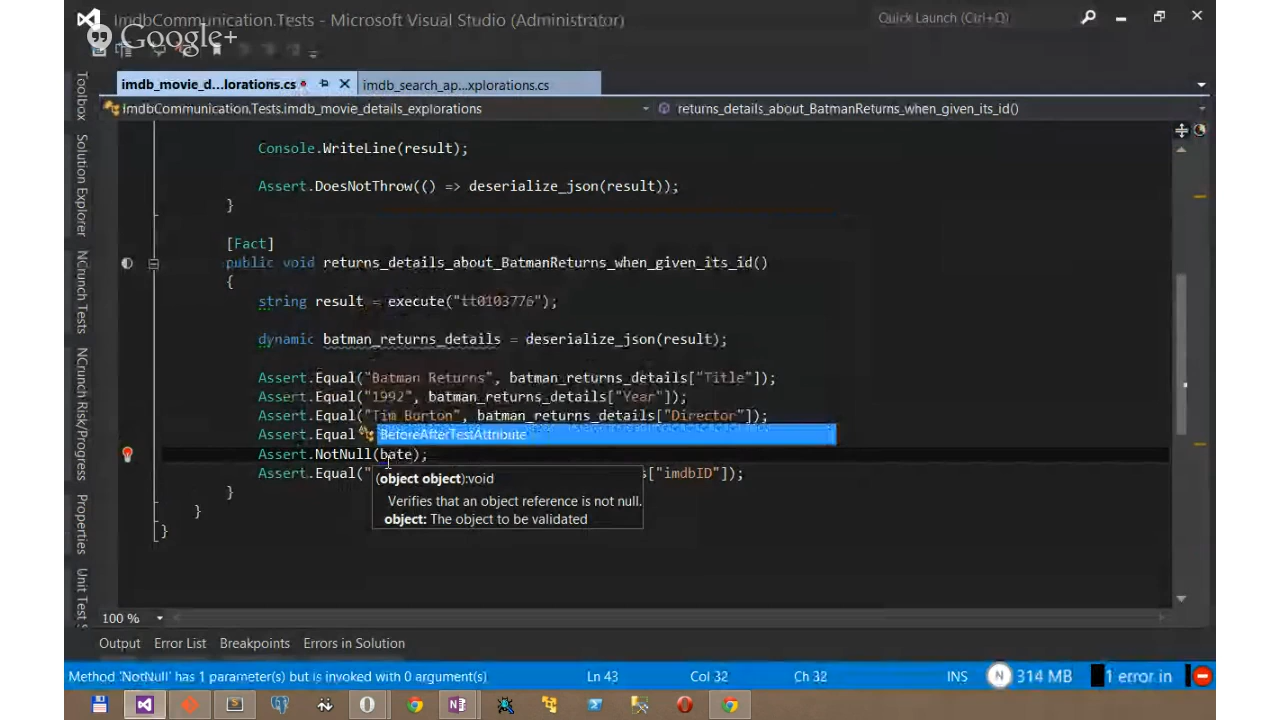 ImdbCommunication.Tests - Microsoft Visual Studio (Administrator)
Quick Launch (Ctrl+Q)
Google+
imdb_movie_d...lorations.cs
imdb_search_ap...xplorations.cs
ImdbCommunication.Tests.imdb_movie_details_explorations
returns_details_about_BatmanReturns_when_given_its_id()
Toolbox
Solution Explorer
NCrunch Tests
NCrunch Risk/Progress
Properties
Unit Test
Console.WriteLine(result);
Assert.DoesNotThrow(() => deserialize_json(result));
}
[Fact]
public void returns_details_about_BatmanReturns_when_given_its_id()
{
string result = execute("tt0103776");
dynamic batman_returns_details = deserialize_json(result);
Assert.Equal("Batman Returns", batman_returns_details["Title"]);
Assert.Equal("1992", batman_returns_details["Year"]);
Assert.Equal("Tim Burton", batman_returns_details["Director"]);
Assert.Equal
BeforeAfterTestAttribute
Assert.NotNull(bate);
Assert.Equal("
["imdbID"]);
(object object):void
Verifies that an object reference is not null.
object: The object to be validated
}
}
}
100 %
Output
Error List
Breakpoints
Errors in Solution
Method 'NotNull' has 1 parameter(s) but is invoked with 0 argument(s)
Ln 43
Col 32
Ch 32
INS
N
314 MB
1 error in